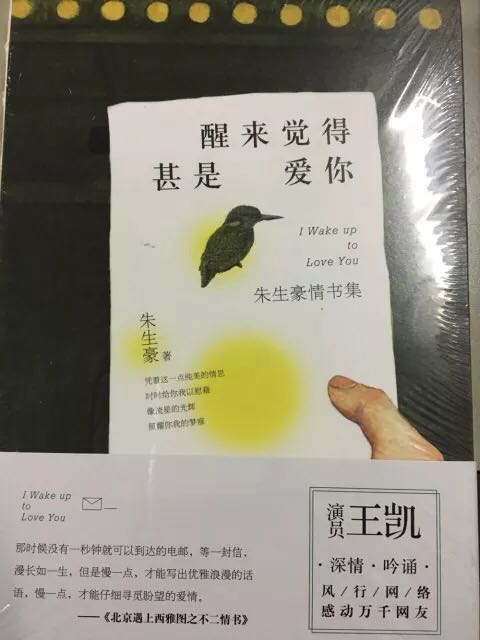 醒来觉得
甚是 爱你
I Wake up
to
Love You
朱生豪情书集
朱生豪 著
凭着这一点纯美的情思
时时给你我以慰藉
像流星的光辉
照耀你我的梦寐
I Wake up
to
Love You
那时候没有一秒钟就可以到达的电邮，等一封信，
漫长如一生，但是慢一点，才能写出优雅浪漫的话
语，慢一点，才能仔细寻觅盼望的爱情。
——《北京遇上西雅图之不二情书》
演员王凯
·深情·吟诵·
风/行/网/络
感动万千网友